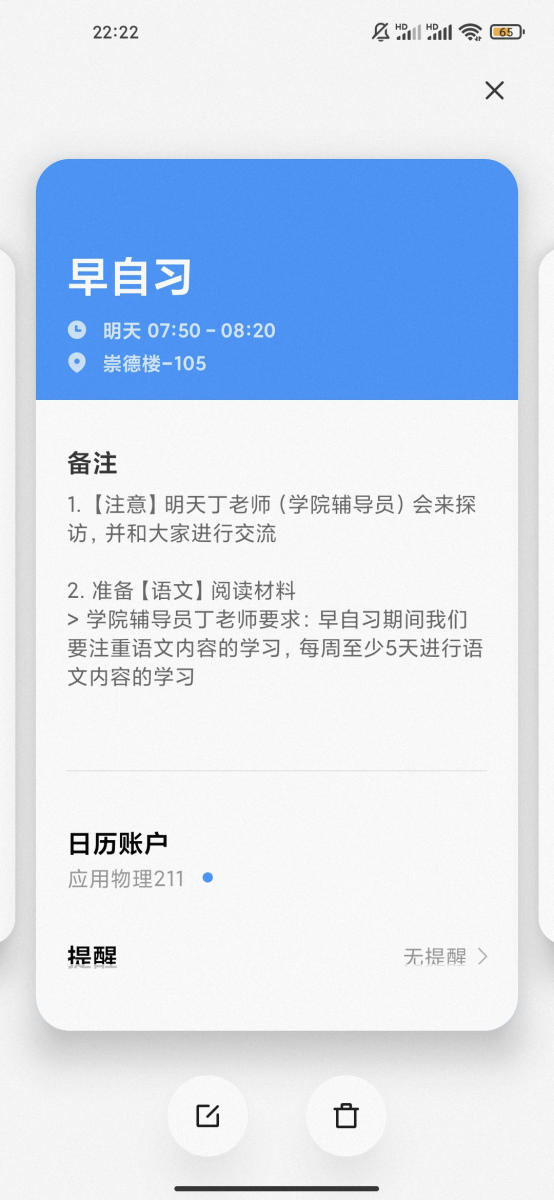 22:22
HD HD 65
早自习
明天 07:50 – 08:20
崇德楼–105
备注
1.【注意】明天丁老师（学院辅导员）会来探
访，并和大家进行交流
2. 准备【语文】阅读材料
> 学院辅导员丁老师要求：早自习期间我们
要注重语文内容的学习，每周至少5天进行语
文内容的学习
日历账户
应用物理211
提醒 无提醒